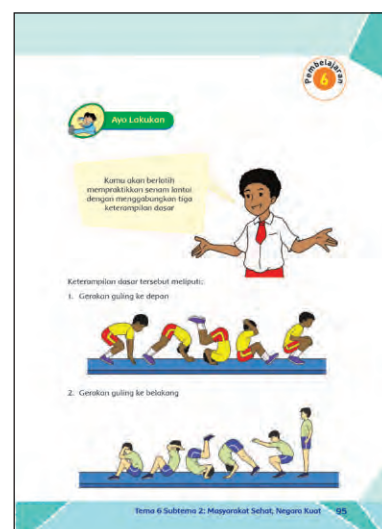 Pembelajaran
6
Ayo Lakukan
Kamu akan berlatih
mempraktikkan senam lantai
dengan menggabungkan tiga
keterampilan dasar
Keterampilan dasar tersebut meliputi:
1. Gerakan guling ke depan
2. Gerakan guling ke belakang
Tema 6 Subtema 2: Masyarakat Sehat, Negara Kuat 95